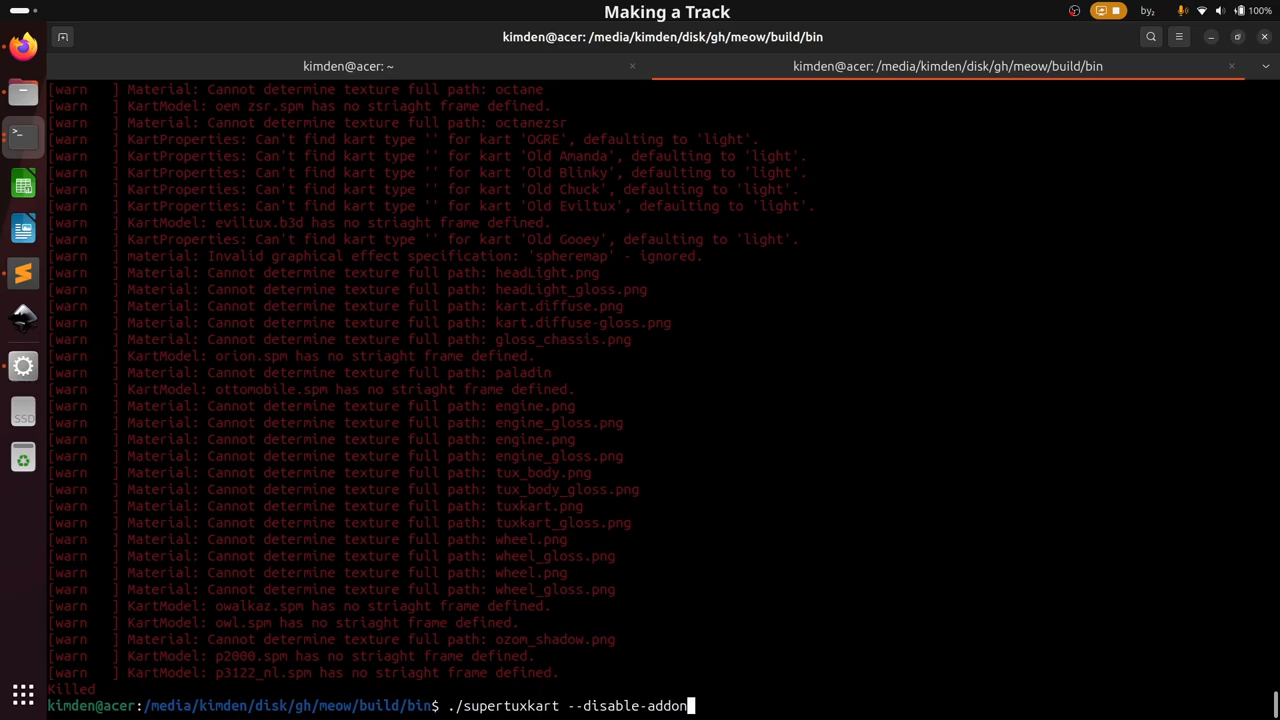 Making a Track
by₂
100%
kimden@acer: /media/kimden/disk/gh/meow/build/bin
kimden@acer: ~
kimden@acer: /media/kimden/disk/gh/meow/build/bin
[warn   ] Material: Cannot determine texture full path: octane
[warn   ] KartModel: oem zsr.spm has no striaght frame defined.
[warn   ] Material: Cannot determine texture full path: octanezsr
[warn   ] KartProperties: Can't find kart type '' for kart 'OGRE', defaulting to 'light'.
[warn   ] KartProperties: Can't find kart type '' for kart 'Old Amanda', defaulting to 'light'.
[warn   ] KartProperties: Can't find kart type '' for kart 'Old Blinky', defaulting to 'light'.
[warn   ] KartProperties: Can't find kart type '' for kart 'Old Chuck', defaulting to 'light'.
[warn   ] KartProperties: Can't find kart type '' for kart 'Old Eviltux', defaulting to 'light'.
[warn   ] KartModel: eviltux.b3d has no striaght frame defined.
[warn   ] KartProperties: Can't find kart type '' for kart 'Old Gooey', defaulting to 'light'.
[warn   ] material: Invalid graphical effect specification: 'spheremap' - ignored.
[warn   ] Material: Cannot determine texture full path: headLight.png
[warn   ] Material: Cannot determine texture full path: headLight_gloss.png
[warn   ] Material: Cannot determine texture full path: kart.diffuse.png
[warn   ] Material: Cannot determine texture full path: kart.diffuse-gloss.png
[warn   ] Material: Cannot determine texture full path: gloss_chassis.png
[warn   ] KartModel: orion.spm has no striaght frame defined.
[warn   ] Material: Cannot determine texture full path: paladin
[warn   ] KartModel: ottomobile.spm has no striaght frame defined.
[warn   ] Material: Cannot determine texture full path: engine.png
[warn   ] Material: Cannot determine texture full path: engine_gloss.png
[warn   ] Material: Cannot determine texture full path: engine.png
[warn   ] Material: Cannot determine texture full path: engine_gloss.png
[warn   ] Material: Cannot determine texture full path: tux_body.png
[warn   ] Material: Cannot determine texture full path: tux_body_gloss.png
[warn   ] Material: Cannot determine texture full path: tuxkart.png
[warn   ] Material: Cannot determine texture full path: tuxkart_gloss.png
[warn   ] Material: Cannot determine texture full path: wheel.png
[warn   ] Material: Cannot determine texture full path: wheel_gloss.png
[warn   ] Material: Cannot determine texture full path: wheel.png
[warn   ] Material: Cannot determine texture full path: wheel_gloss.png
[warn   ] KartModel: owalkaz.spm has no striaght frame defined.
[warn   ] KartModel: owl.spm has no striaght frame defined.
[warn   ] Material: Cannot determine texture full path: ozom_shadow.png
[warn   ] KartModel: p2000.spm has no striaght frame defined.
[warn   ] KartModel: p3122_nl.spm has no striaght frame defined.
Killed
kimden@acer:/media/kimden/disk/gh/meow/build/bin$ ./supertuxkart --disable-addon
SSD